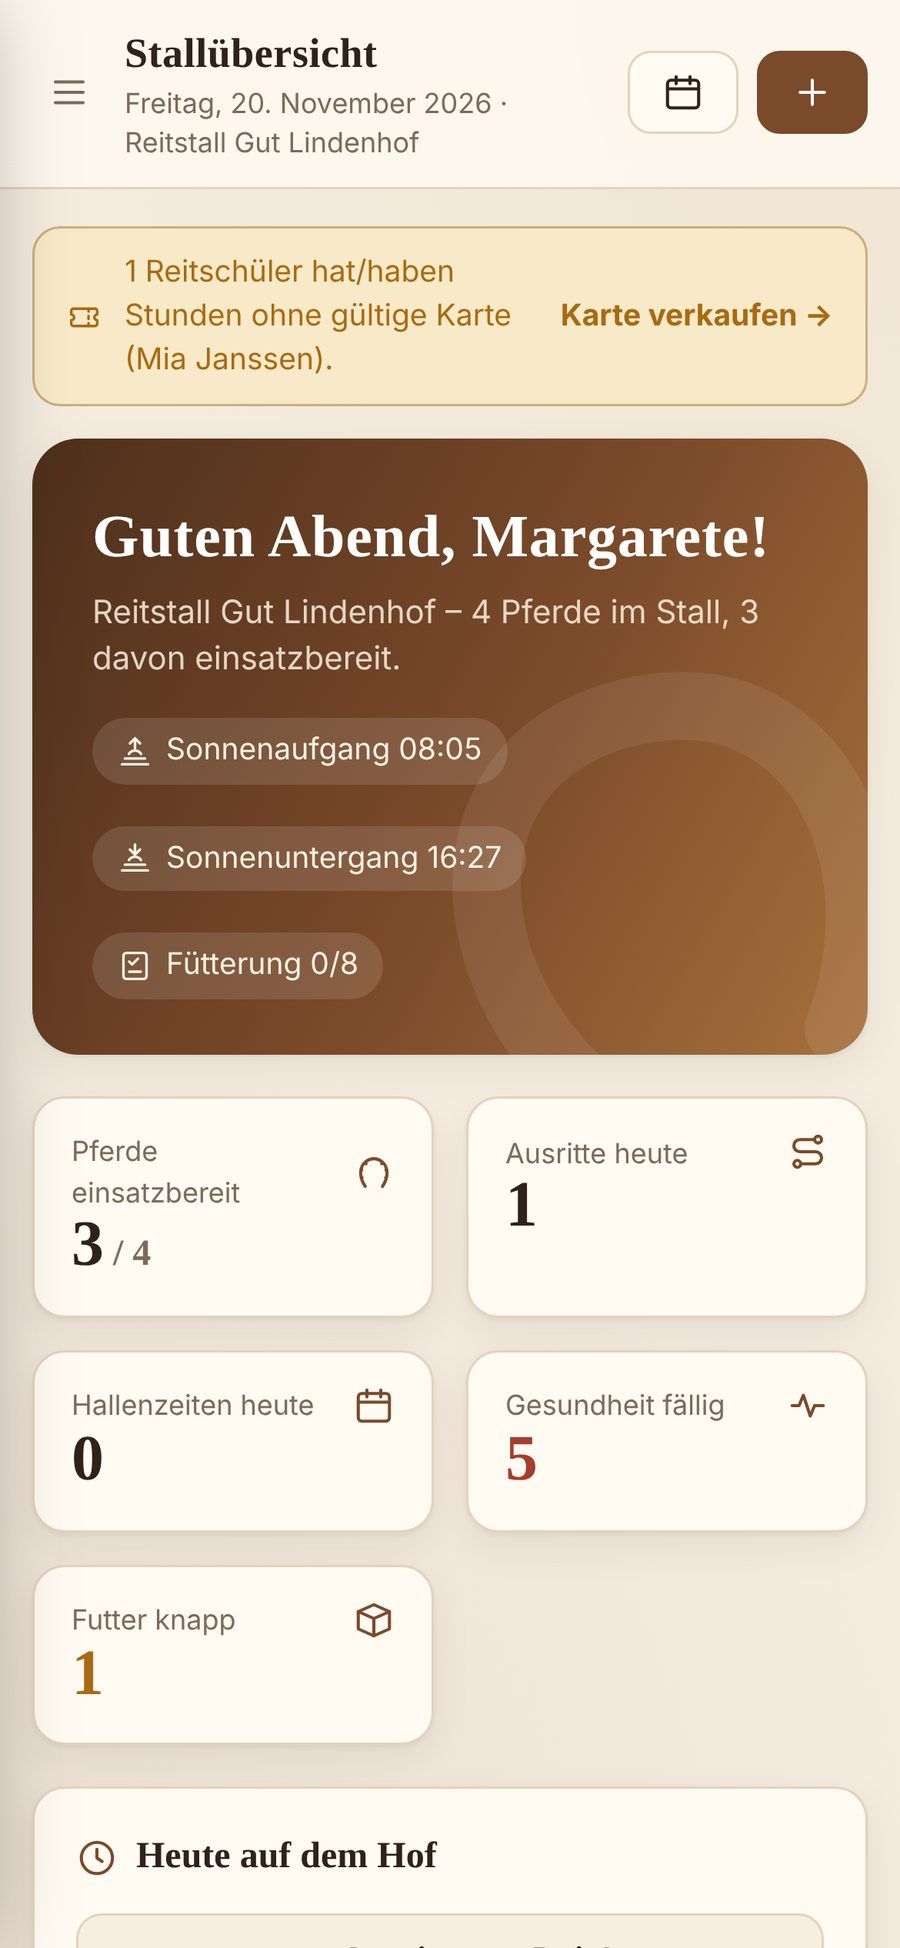 Stallübersicht
Freitag, 20. November 2026 ·
Reitstall Gut Lindenhof
1 Reitschüler hat/haben
Stunden ohne gültige Karte
(Mia Janssen).
Karte verkaufen →
Guten Abend, Margarete!
Reitstall Gut Lindenhof – 4 Pferde im Stall, 3
davon einsatzbereit.
Sonnenaufgang 08:05
Sonnenuntergang 16:27
Fütterung 0/8
Pferde
einsatzbereit
3 / 4
Ausritte heute
1
Hallenzeiten heute
0
Gesundheit fällig
5
Futter knapp
1
Heute auf dem Hof